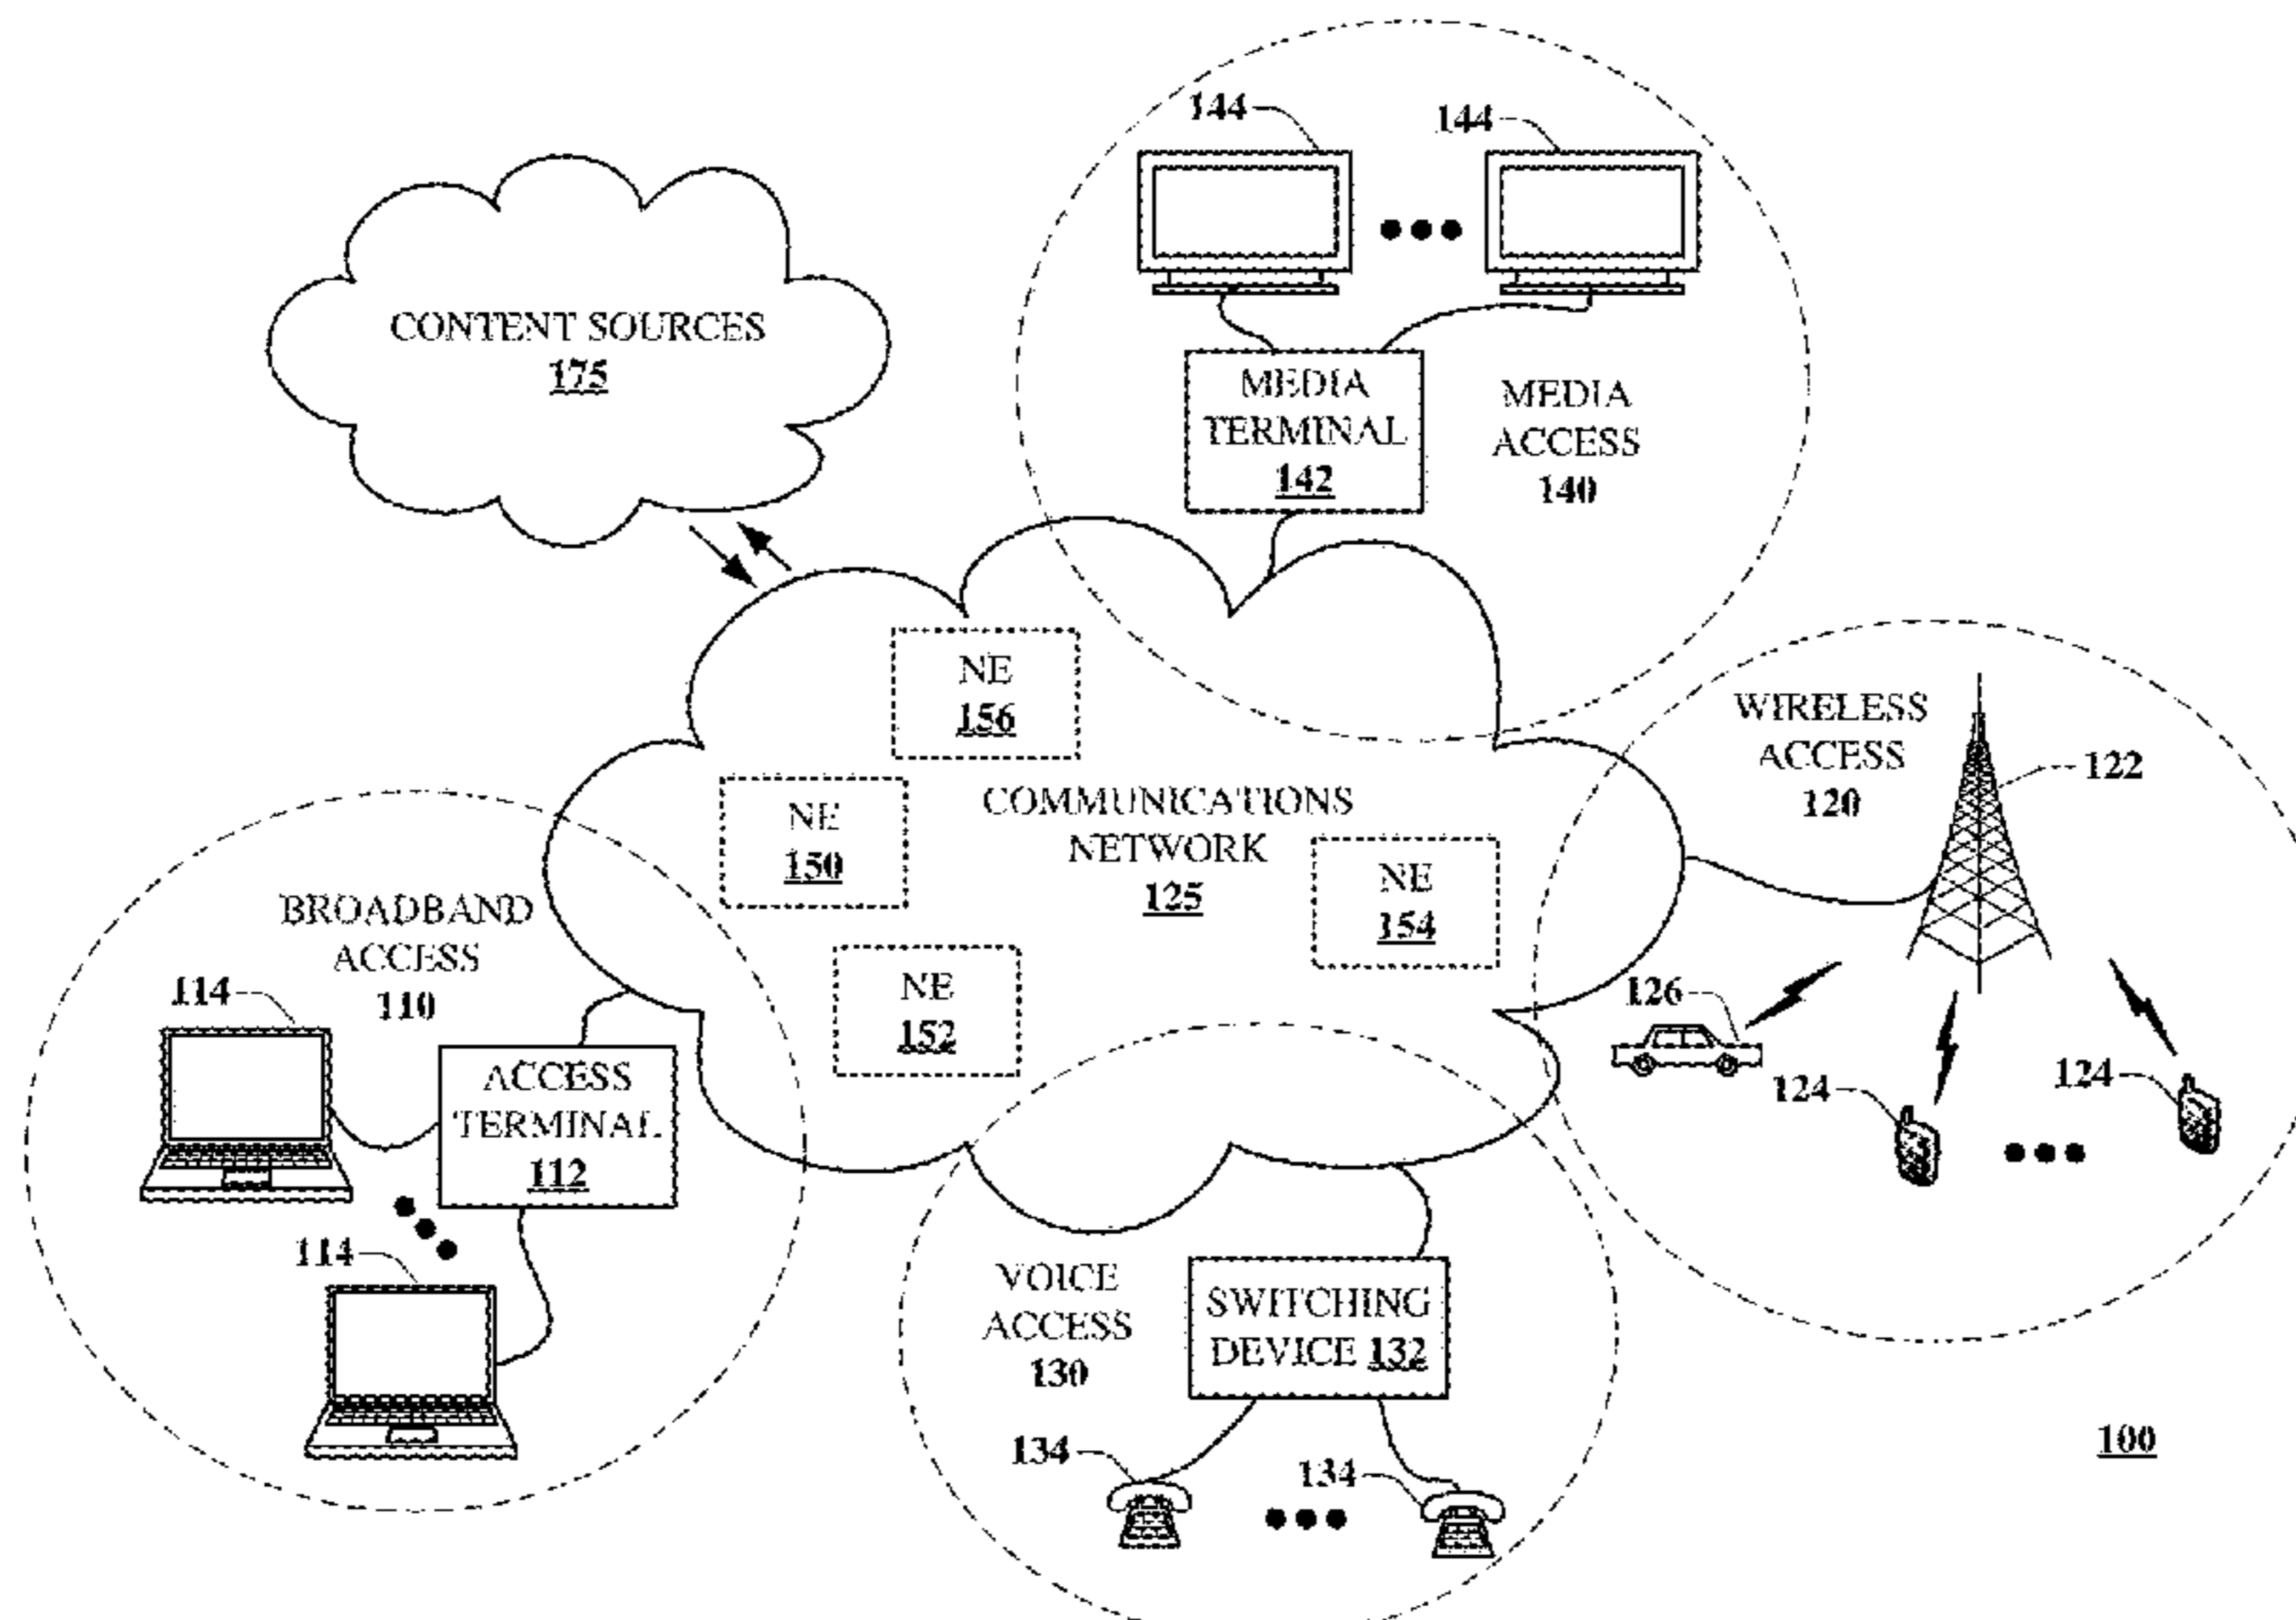 144
144
CONTENT SOURCES
175
MEDIA
TERMINAL
142
MEDIA
ACCESS
140
NE
156
WIRELESS
ACCESS
120
122
NE
150
COMMUNICATIONS
NETWORK
125
NE
154
BROADBAND
ACCESS
110
114
NE
152
126
124
124
ACCESS
TERMINAL
112
114
VOICE
ACCESS
130
SWITCHING
DEVICE 132
134
134
100